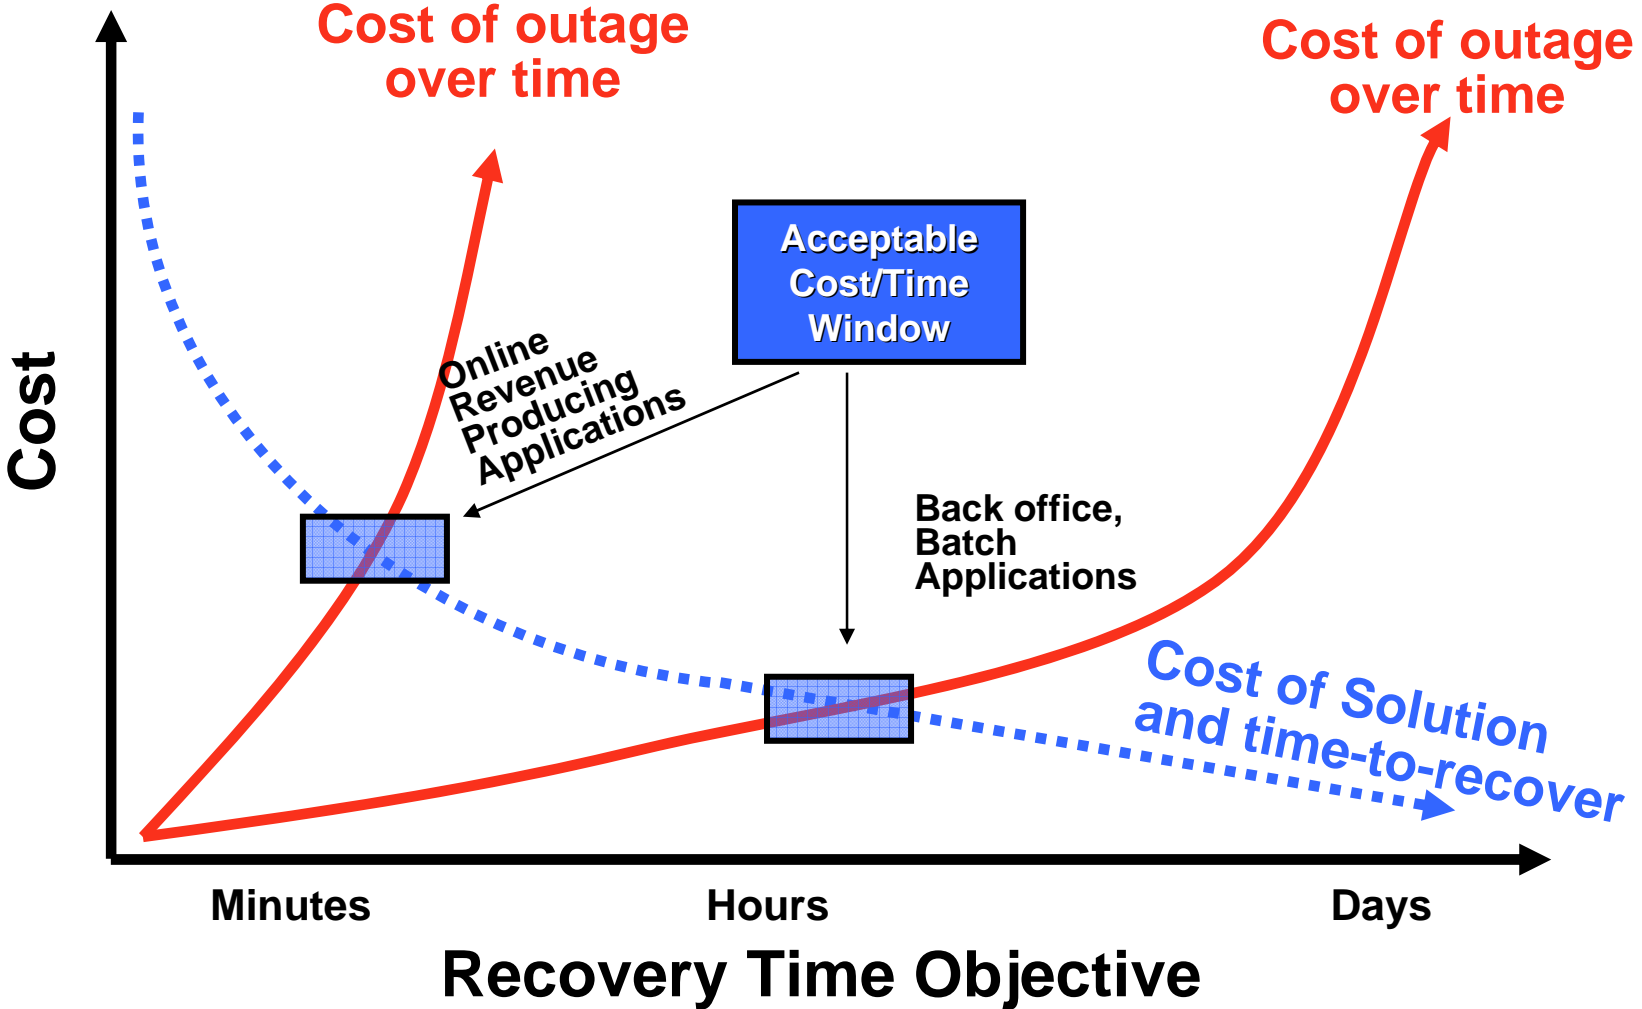 Cost of outage
over time
Cost of outage
over time
Acceptable
Cost/Time
Window
Online
Revenue
Producing
Applications
Cost
Back office,
Batch
Applications
Cost of Solution
and time-to-recover
Minutes
Hours
Days
Recovery Time Objective